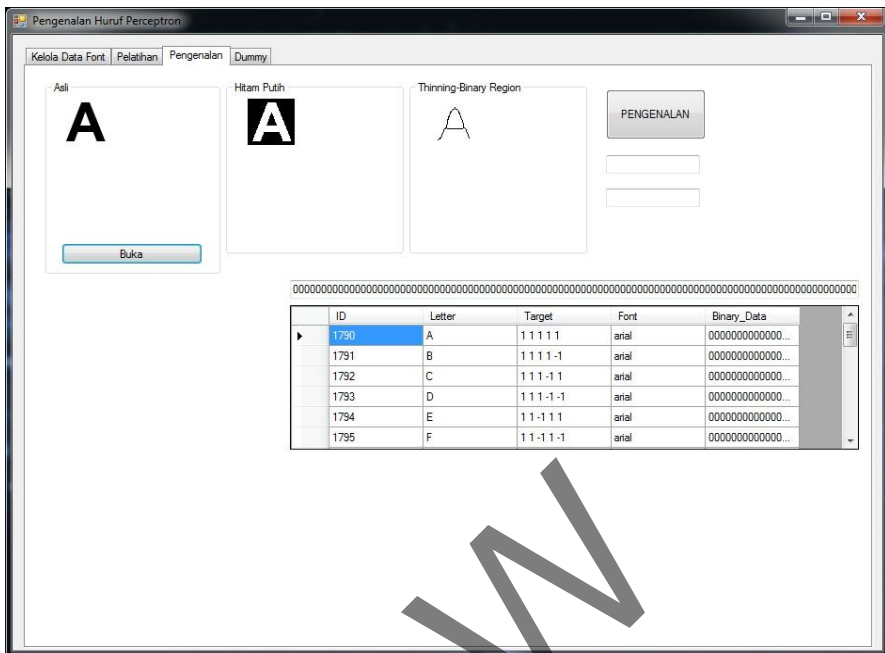 Pengenalan Huruf Perceptron
Kelola Data Font Pelatihan Pengenalan Dummy
Asli Hitam Putih Thinning-Binary Region
A A A
PENGENALAN
Buka
ID Letter Target Font Binary_Data
1790 A 1 1 1 1 1 arial 0000000000000...
1791 B 1 1 1 1 -1 arial 0000000000000...
1792 C 1 1 1 -1 1 arial 0000000000000...
1793 D 1 1 1 -1 -1 arial 0000000000000...
1794 E 1 1 -1 1 1 arial 0000000000000...
1795 F 1 1 -1 1 -1 arial 0000000000000...
W